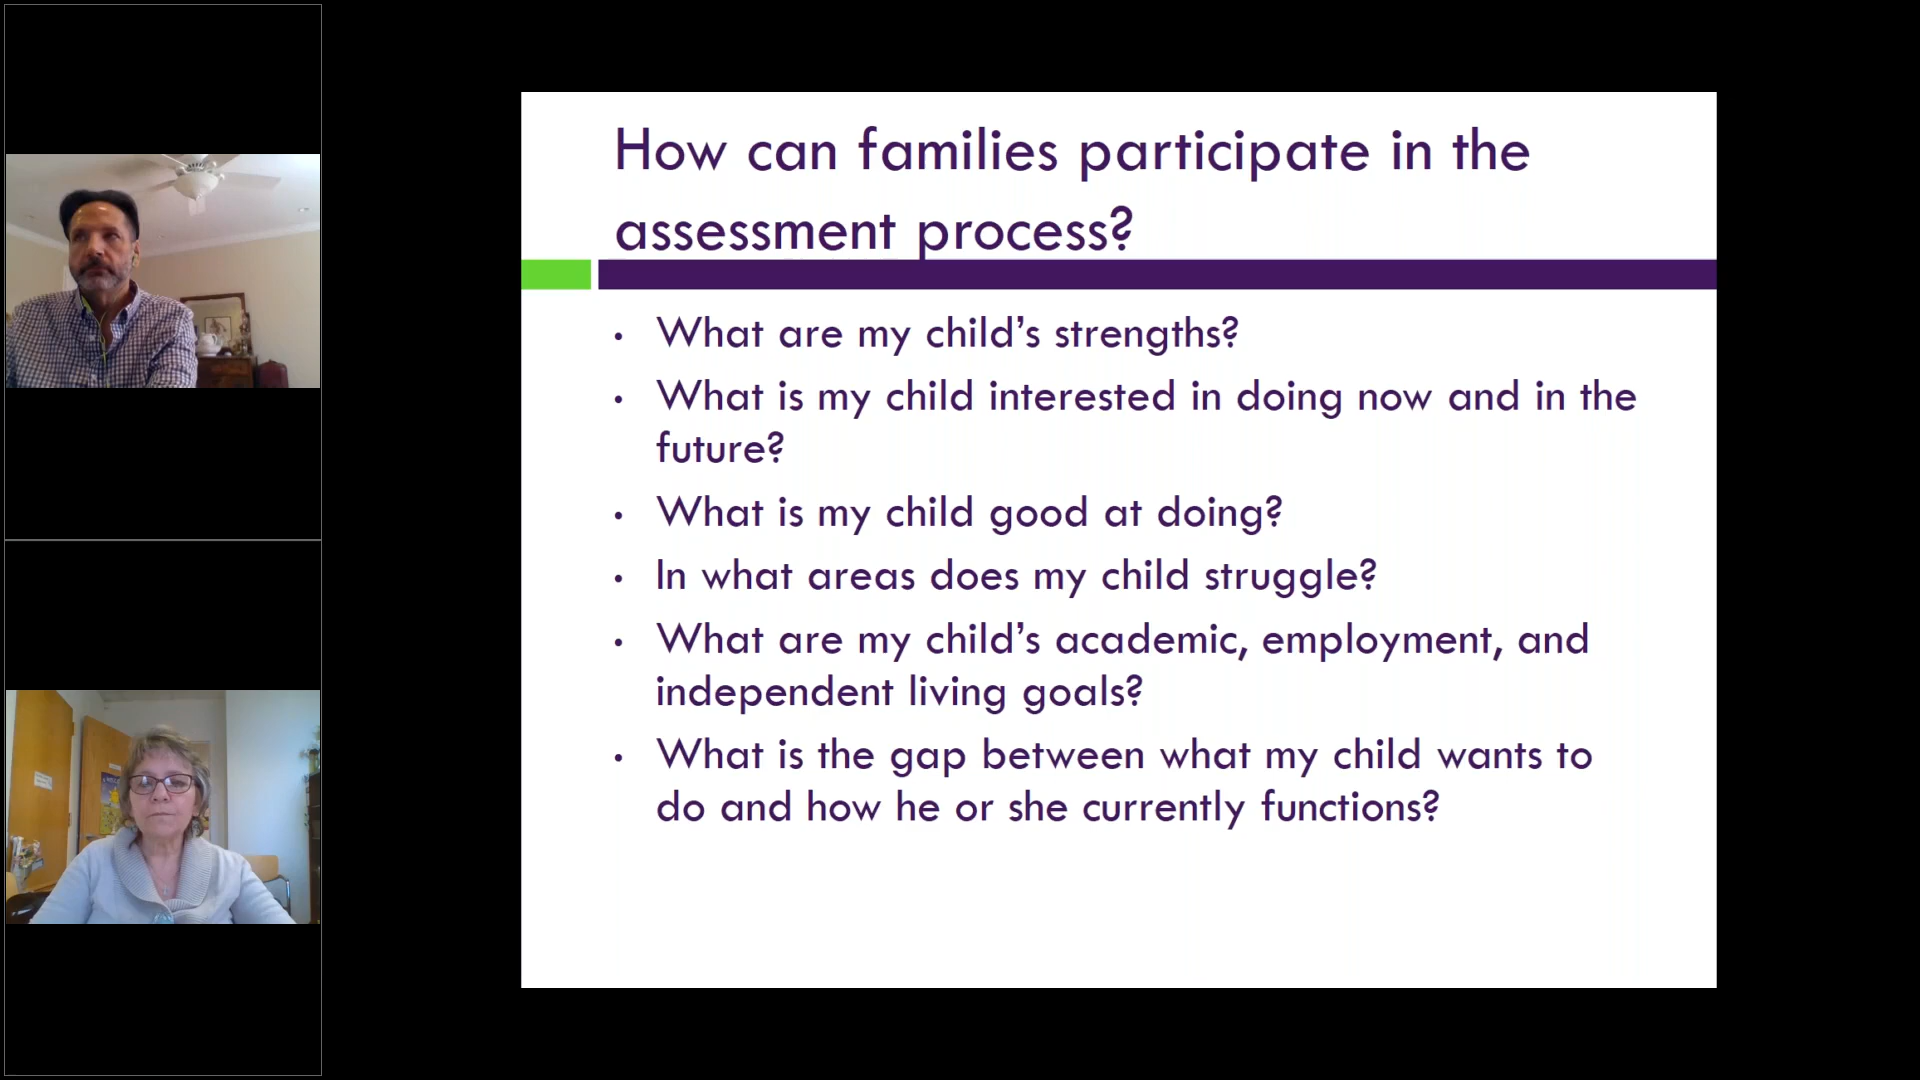 How can families participate in the
assessment process?
• What are my child’s strengths?
• What is my child interested in doing now and in the
future?
• What is my child good at doing?
• In what areas does my child struggle?
• What are my child’s academic, employment, and
independent living goals?
• What is the gap between what my child wants to
do and how he or she currently functions?